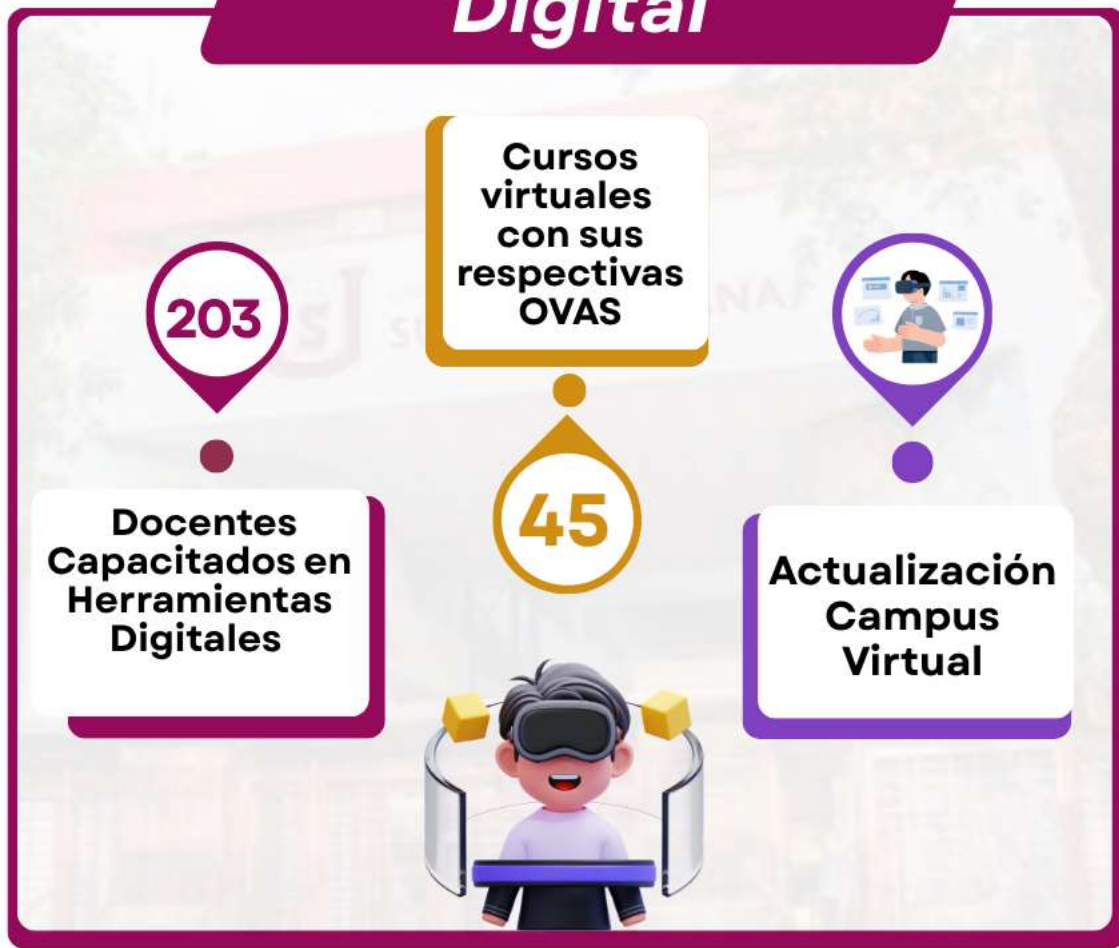 Digital
203
Docentes
Capacitados en
Herramientas
Digitales
Cursos
virtuales
con sus
respectivas
OVAS
45
Actualización
Campus
Virtual